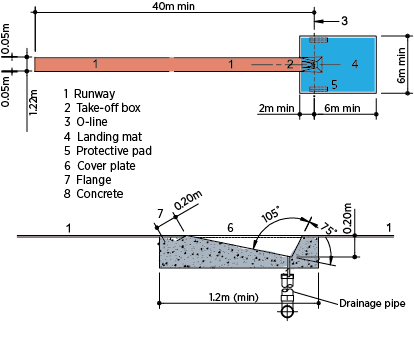 40m min
3
0.05m
0.05m
1.22m
1
1
2
4
5
6m min
2m min
6m min
1 Runway
2 Take-off box
3 O-line
4 Landing mat
5 Protective pad
6 Cover plate
7 Flange
8 Concrete
7
0.20m
1
6
105°
75°
0.20m
1
1.2m (min)
Drainage pipe